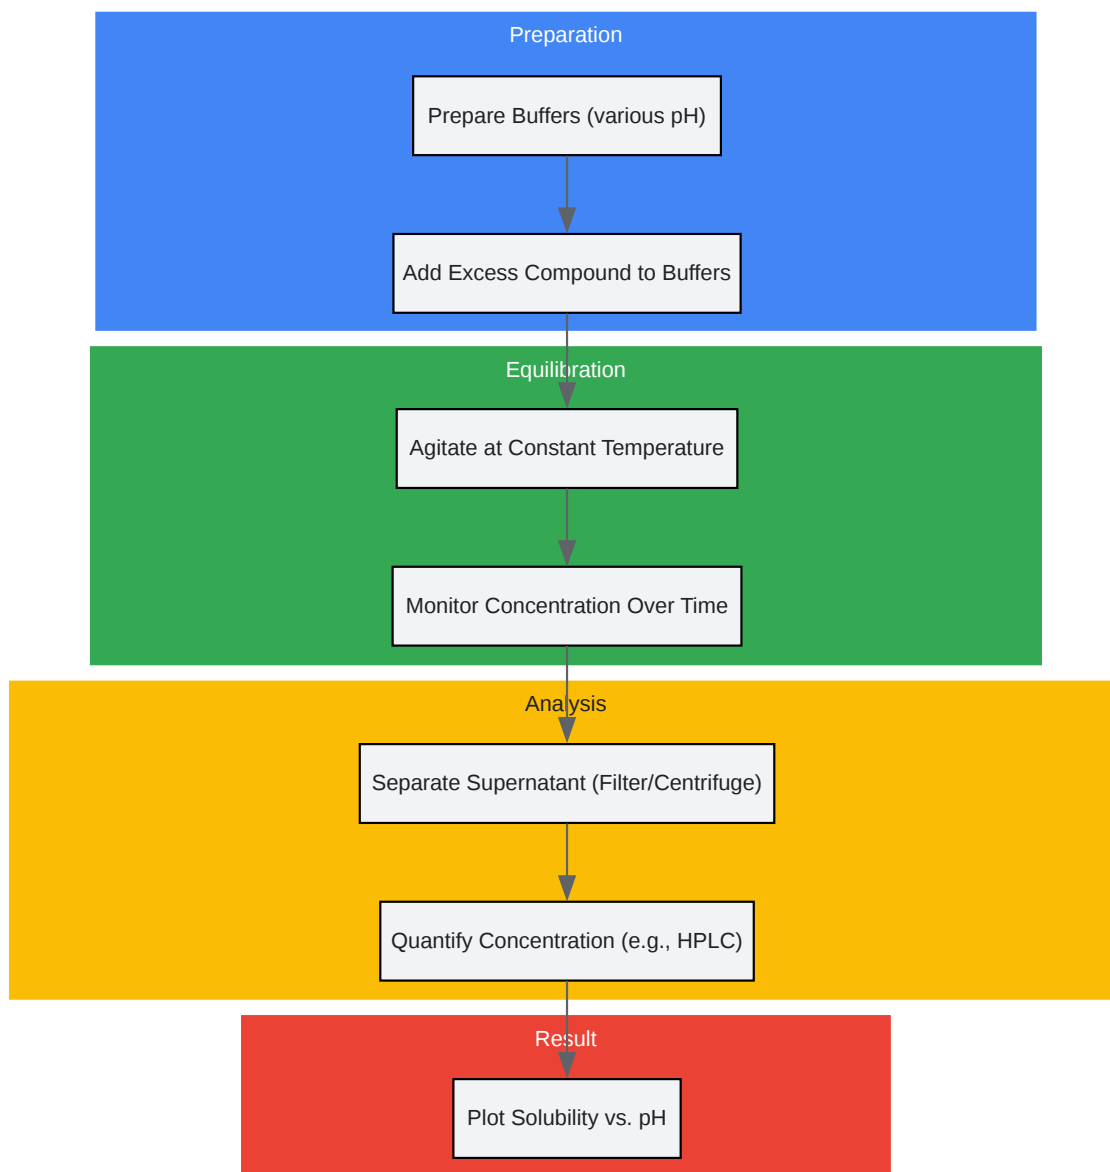 Preparation
Prepare Buffers (various pH)
Add Excess Compound to Buffers
Equilibration
Agitate at Constant Temperature
Monitor Concentration Over Time
Analysis
Separate Supernatant (Filter/Centrifuge)
Quantify Concentration (e.g., HPLC)
Result
Plot Solubility vs. pH